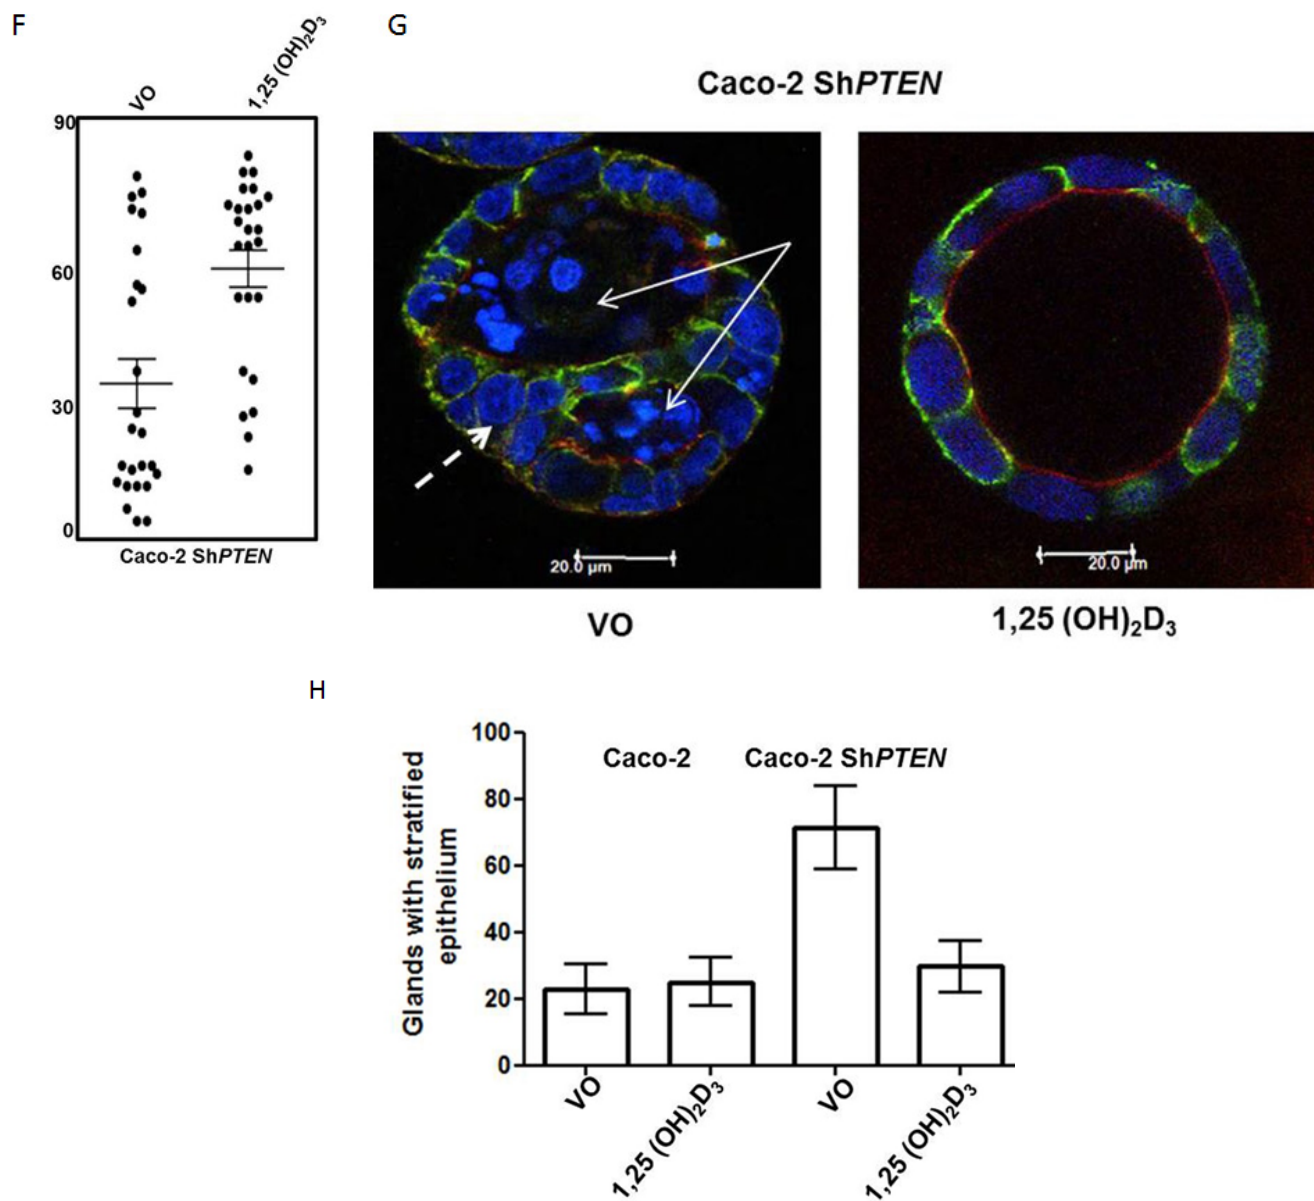 F
G
VO
1,25 (OH)₂D₃
Caco-2 ShPTEN
90
60
30
0
Caco-2 ShPTEN
20.0 µm
20.0 µm
VO
1,25 (OH)₂D₃
H
100
80
60
40
20
0
Glands with stratified
epithelium
Caco-2
Caco-2 ShPTEN
VO
1,25 (OH)₂D₃
VO
1,25 (OH)₂D₃